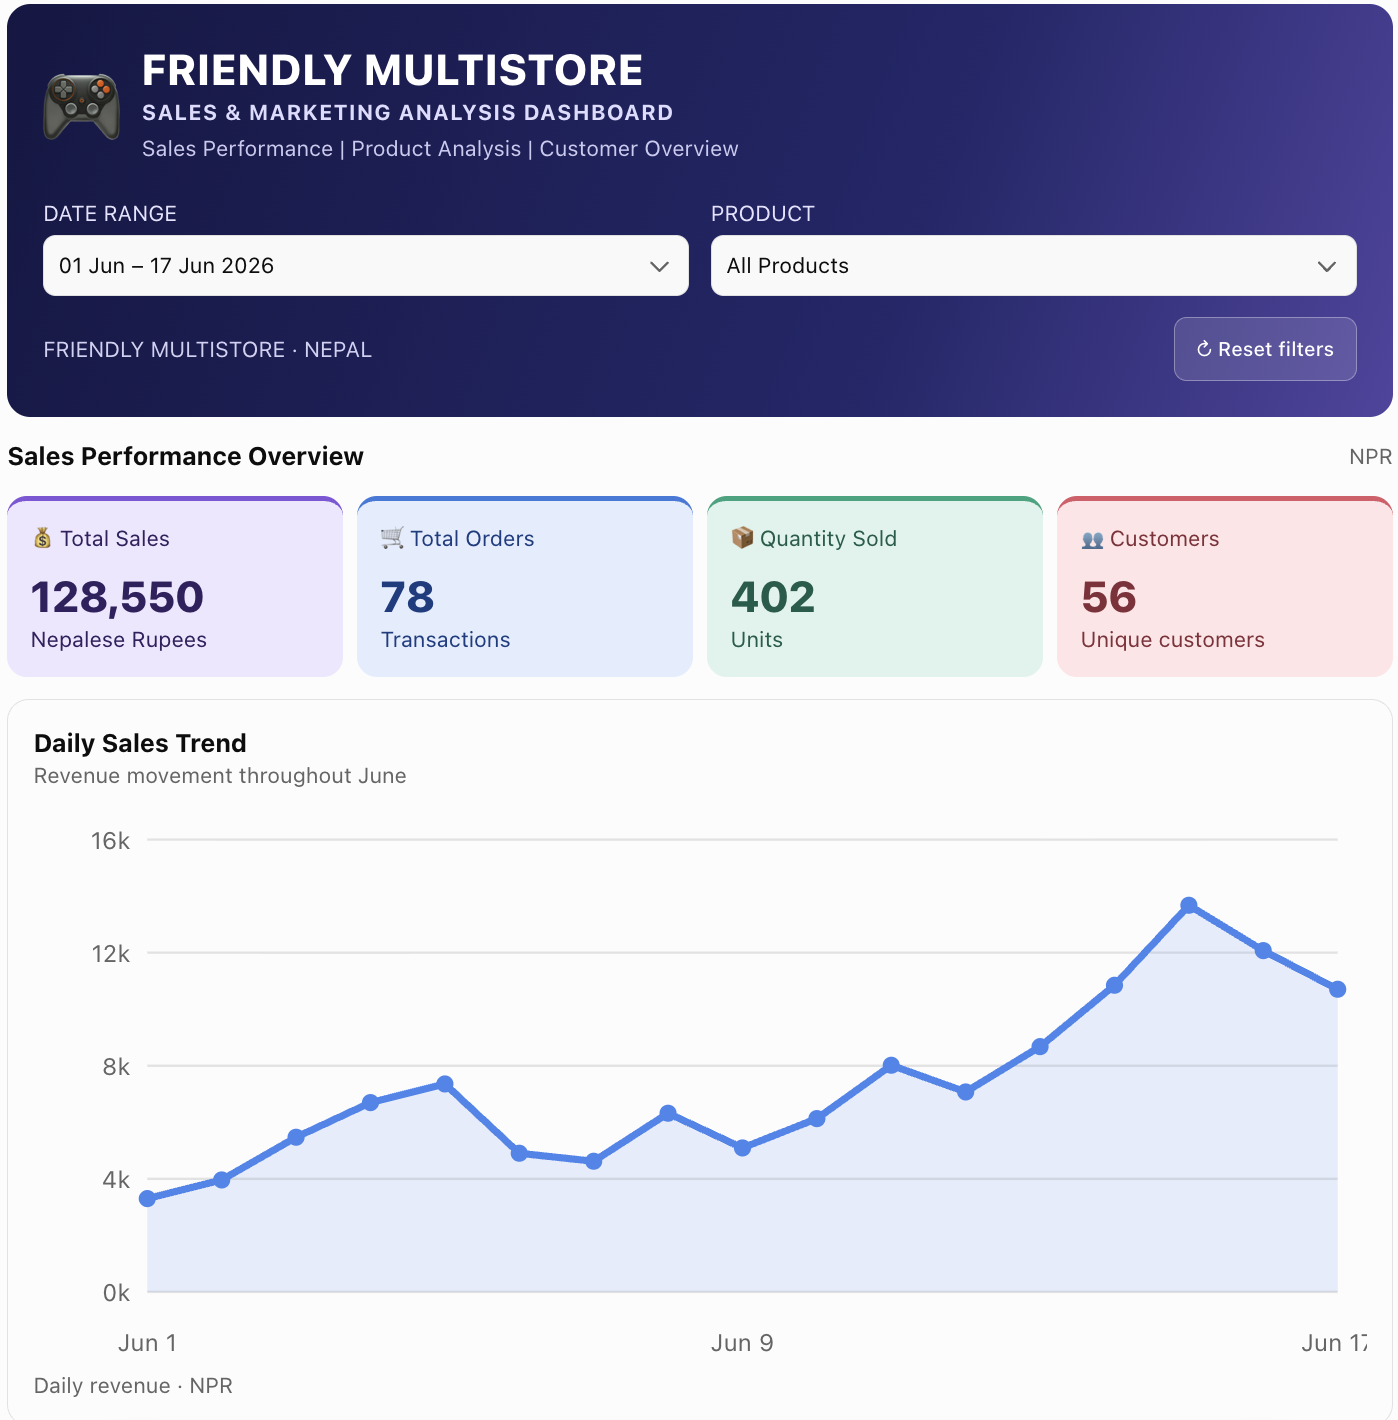 FRIENDLY MULTISTORE
SALES & MARKETING ANALYSIS DASHBOARD
Sales Performance | Product Analysis | Customer Overview
DATE RANGE
01 Jun – 17 Jun 2026
PRODUCT
All Products
FRIENDLY MULTISTORE · NEPAL
↻ Reset filters
Sales Performance Overview
NPR
Total Sales
128,550
Nepalese Rupees
Total Orders
78
Transactions
Quantity Sold
402
Units
Customers
56
Unique customers
Daily Sales Trend
Revenue movement throughout June
16k
12k
8k
4k
0k
Jun 1
Jun 9
Jun 17
Daily revenue · NPR